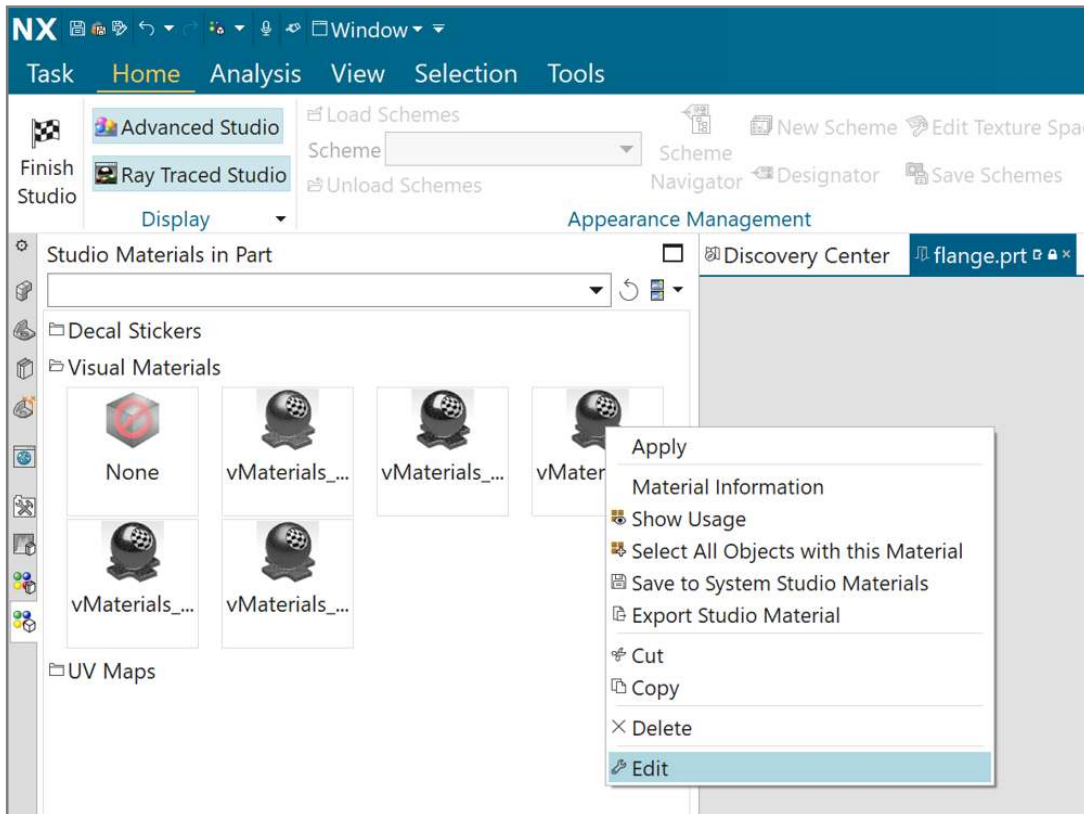 NX Window
Task Home Analysis View Selection Tools
Finish Studio
Advanced Studio
Ray Traced Studio
Display
Load Schemes
Scheme
Unload Schemes
Scheme Navigator
New Scheme
Designator
Edit Texture Spa
Save Schemes
Appearance Management
Studio Materials in Part
Discovery Center flange.prt
Decal Stickers
Visual Materials
None vMaterials_... vMaterials_... vMater
vMaterials_... vMaterials_...
UV Maps
Apply
Material Information
Show Usage
Select All Objects with this Material
Save to System Studio Materials
Export Studio Material
Cut
Copy
Delete
Edit